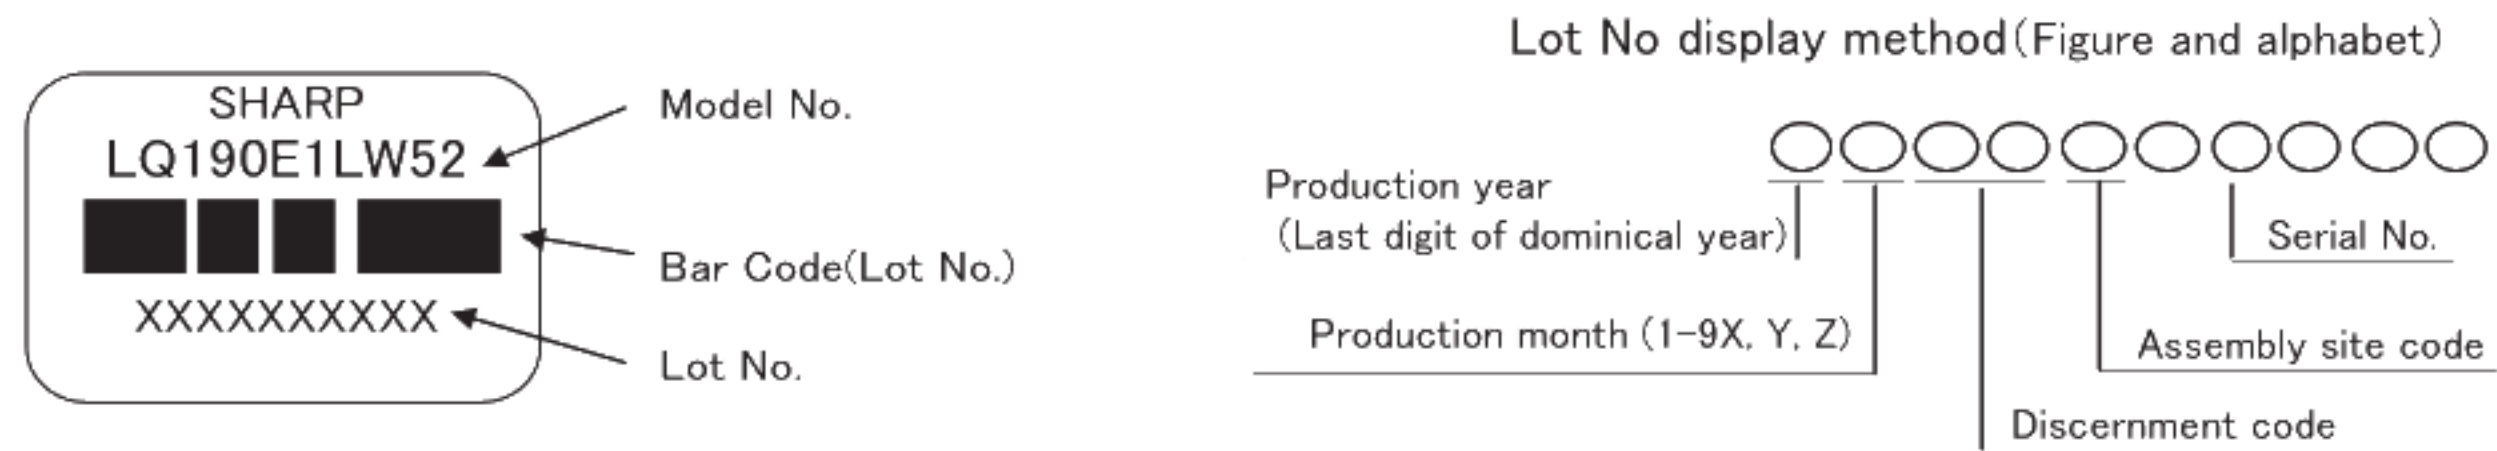 SHARP
LQ190E1LW52
XXXXXXXXXX
Model No.
Bar Code(Lot No.)
Lot No.
Lot No display method(Figure and alphabet)
Production year
(Last digit of dominical year)
Serial No.
Production month (1-9X, Y, Z)
Assembly site code
Discernment code